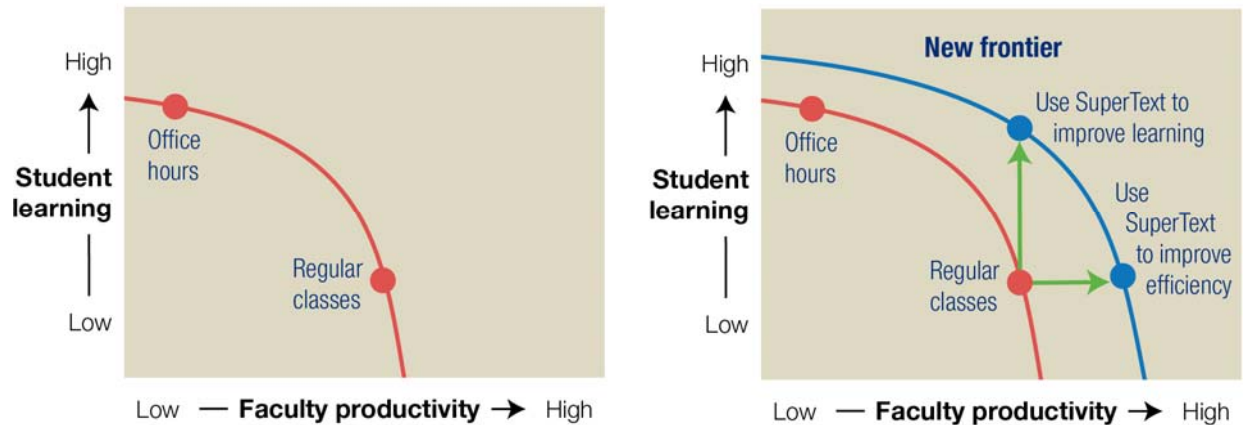 High
Student
learning
Low
Office
hours
Regular
classes
Low — Faculty productivity → High
New frontier
High
Student
learning
Low
Office
hours
Use SuperText to
improve learning
Use
SuperText
to improve
efficiency
Regular
classes
Low — Faculty productivity → High